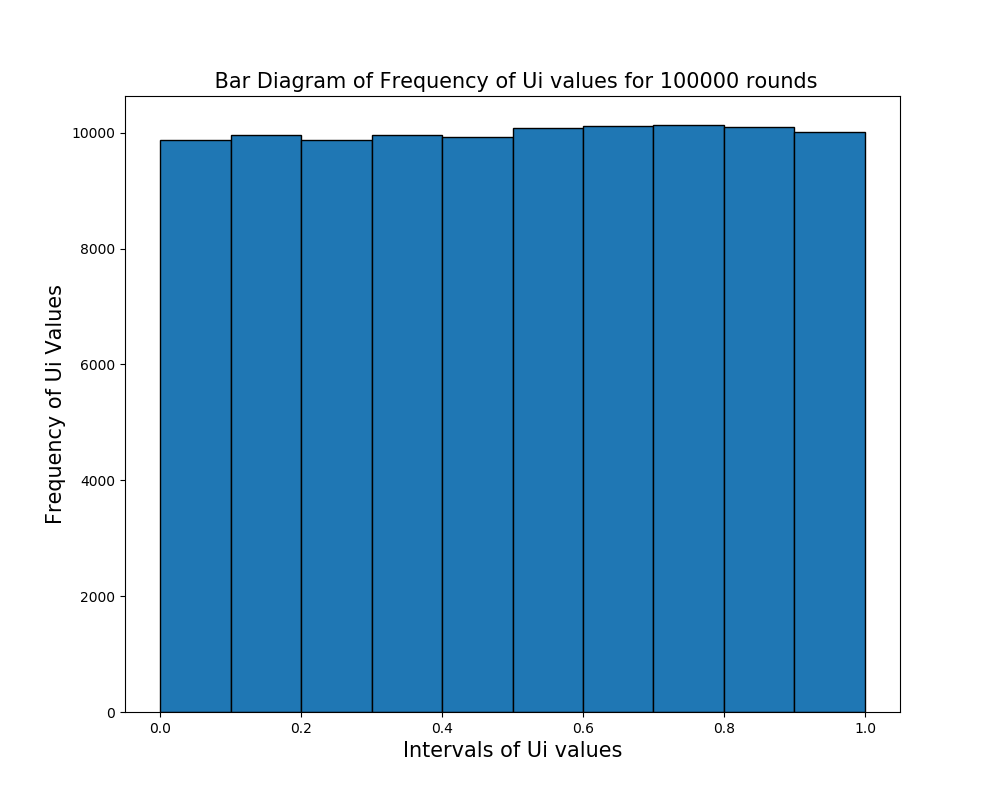 Bar Diagram of Frequency of Ui values for 100000 rounds
Frequency of Ui Values
10000
8000
6000
4000
2000
0
0.0 0.2 0.4 0.6 0.8 1.0
Intervals of Ui values